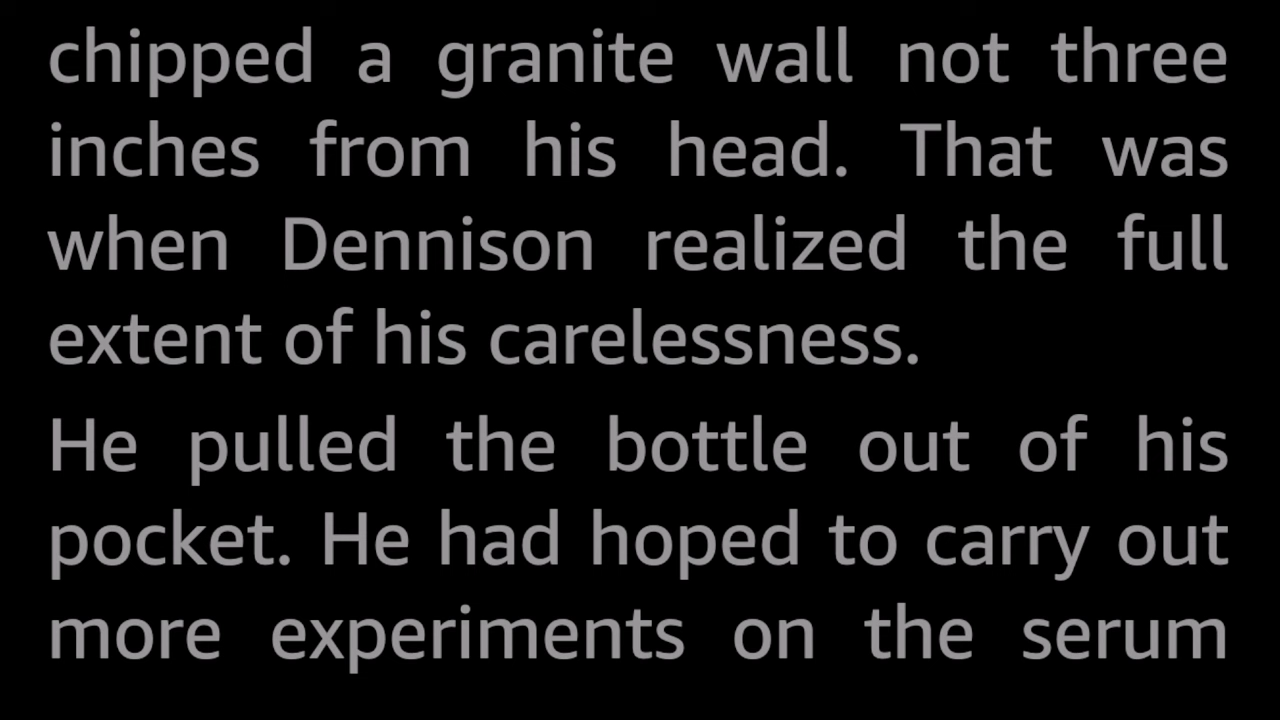 chipped a granite wall not three
inches from his head. That was
when Dennison realized the full
extent of his carelessness.
He pulled the bottle out of his
pocket. He had hoped to carry out
more experiments on the serum